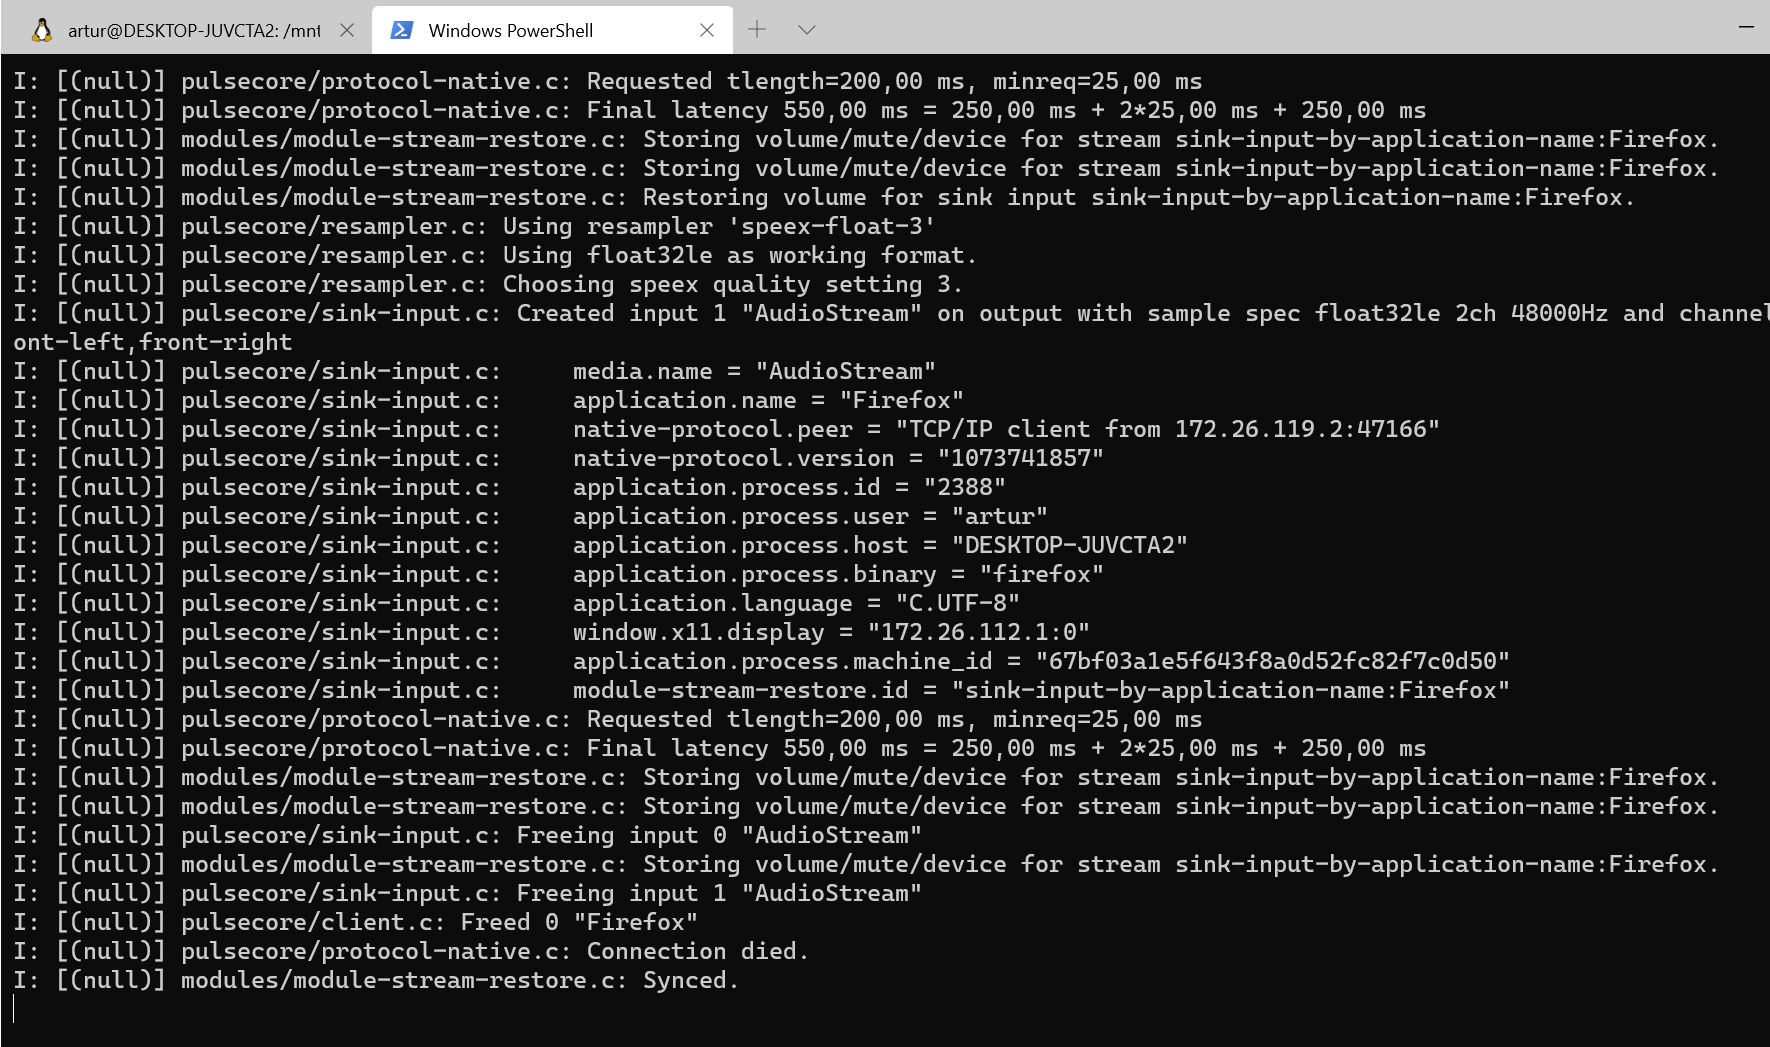 artur@DESKTOP-JUVCTA2: /mnt
Windows PowerShell
I: [(null)] pulsecore/protocol-native.c: Requested tlength=200,00 ms, minreq=25,00 ms
I: [(null)] pulsecore/protocol-native.c: Final latency 550,00 ms = 250,00 ms + 2*25,00 ms + 250,00 ms
I: [(null)] modules/module-stream-restore.c: Storing volume/mute/device for stream sink-input-by-application-name:Firefox.
I: [(null)] modules/module-stream-restore.c: Storing volume/mute/device for stream sink-input-by-application-name:Firefox.
I: [(null)] modules/module-stream-restore.c: Restoring volume for sink input sink-input-by-application-name:Firefox.
I: [(null)] pulsecore/resampler.c: Using resampler 'speex-float-3'
I: [(null)] pulsecore/resampler.c: Using float32le as working format.
I: [(null)] pulsecore/resampler.c: Choosing speex quality setting 3.
I: [(null)] pulsecore/sink-input.c: Created input 1 "AudioStream" on output with sample spec float32le 2ch 48000Hz and channel
ont-left,front-right
I: [(null)] pulsecore/sink-input.c:     media.name = "AudioStream"
I: [(null)] pulsecore/sink-input.c:     application.name = "Firefox"
I: [(null)] pulsecore/sink-input.c:     native-protocol.peer = "TCP/IP client from 172.26.119.2:47166"
I: [(null)] pulsecore/sink-input.c:     native-protocol.version = "1073741857"
I: [(null)] pulsecore/sink-input.c:     application.process.id = "2388"
I: [(null)] pulsecore/sink-input.c:     application.process.user = "artur"
I: [(null)] pulsecore/sink-input.c:     application.process.host = "DESKTOP-JUVCTA2"
I: [(null)] pulsecore/sink-input.c:     application.process.binary = "firefox"
I: [(null)] pulsecore/sink-input.c:     application.language = "C.UTF-8"
I: [(null)] pulsecore/sink-input.c:     window.x11.display = "172.26.112.1:0"
I: [(null)] pulsecore/sink-input.c:     application.process.machine_id = "67bf03a1e5f643f8a0d52fc82f7c0d50"
I: [(null)] pulsecore/sink-input.c:     module-stream-restore.id = "sink-input-by-application-name:Firefox"
I: [(null)] pulsecore/protocol-native.c: Requested tlength=200,00 ms, minreq=25,00 ms
I: [(null)] pulsecore/protocol-native.c: Final latency 550,00 ms = 250,00 ms + 2*25,00 ms + 250,00 ms
I: [(null)] modules/module-stream-restore.c: Storing volume/mute/device for stream sink-input-by-application-name:Firefox.
I: [(null)] modules/module-stream-restore.c: Storing volume/mute/device for stream sink-input-by-application-name:Firefox.
I: [(null)] pulsecore/sink-input.c: Freeing input 0 "AudioStream"
I: [(null)] modules/module-stream-restore.c: Storing volume/mute/device for stream sink-input-by-application-name:Firefox.
I: [(null)] pulsecore/sink-input.c: Freeing input 1 "AudioStream"
I: [(null)] pulsecore/client.c: Freed 0 "Firefox"
I: [(null)] pulsecore/protocol-native.c: Connection died.
I: [(null)] modules/module-stream-restore.c: Synced.